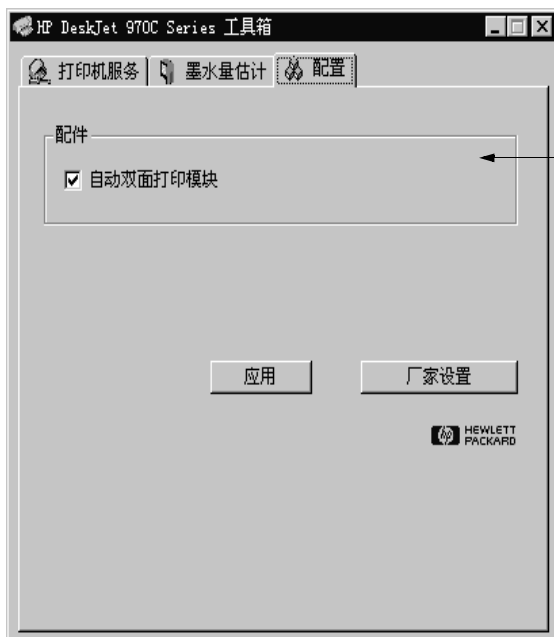 HP DeskJet 970C Series 工具箱
打印机服务 墨水量估计 配置
配件
自动双面打印模块
应用 厂家设置
hp HEWLETT
PACKARD